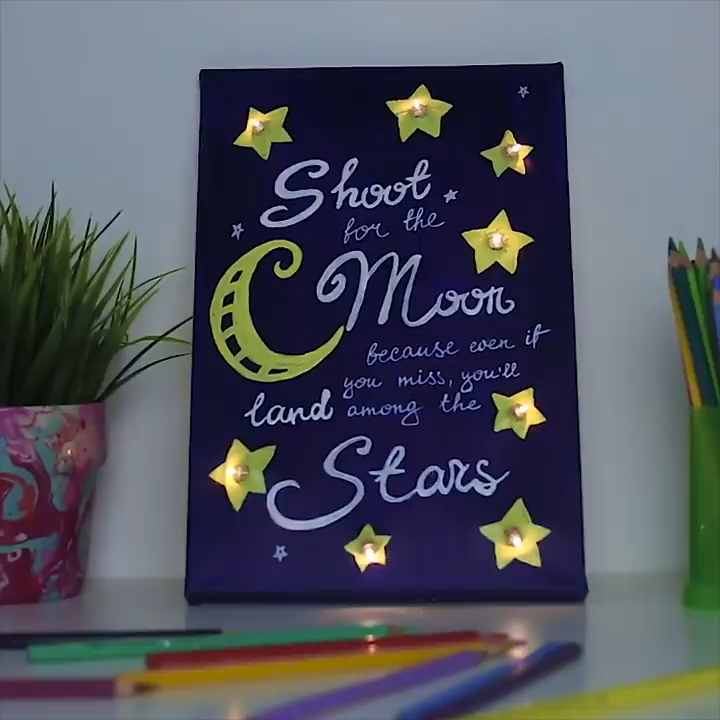 Shoot
for the
Moon
because even if
you miss, you'll
land among the
Stars